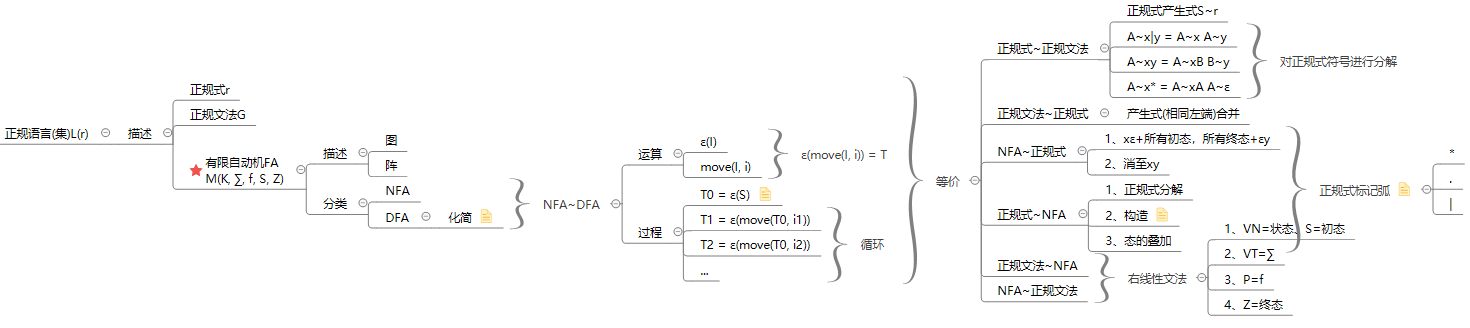 正规语言(集)L(r)
描述
正规式r
正规文法G
有限自动机FA
M(K, ∑, f, S, Z)
描述
图
阵
分类
NFA
DFA
化简
NFA~DFA
运算
ε(I)
move(I, i)
ε(move(I, i)) = T
过程
T0 = ε(S)
T1 = ε(move(T0, i1))
T2 = ε(move(T0, i2))
...
循环
等价
正规式~正规文法
正规式产生式S~r
A~x|y = A~x A~y
A~xy = A~xB B~y
A~x* = A~xA A~ε
对正规式符号进行分解
正规文法~正规式
产生式(相同左端)合并
NFA~正规式
1、xε+所有初态，所有终态+εy
2、消至xy
正规式~NFA
1、正规式分解
2、构造
3、态的叠加
正规式标记弧
*
.
|
正规文法~NFA
NFA~正规文法
右线性文法
1、VN=状态、S=初态
2、VT=∑
3、P=f
4、Z=终态